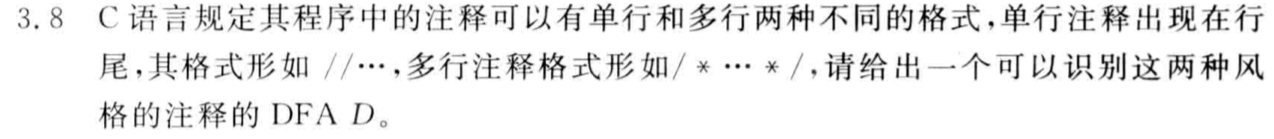 3.8 C 语言规定其程序中的注释可以有单行和多行两种不同的格式,单行注释出现在行
尾,其格式形如 //…,多行注释格式形如/ * … * /,请给出一个可以识别这两种风
格的注释的 DFA D。